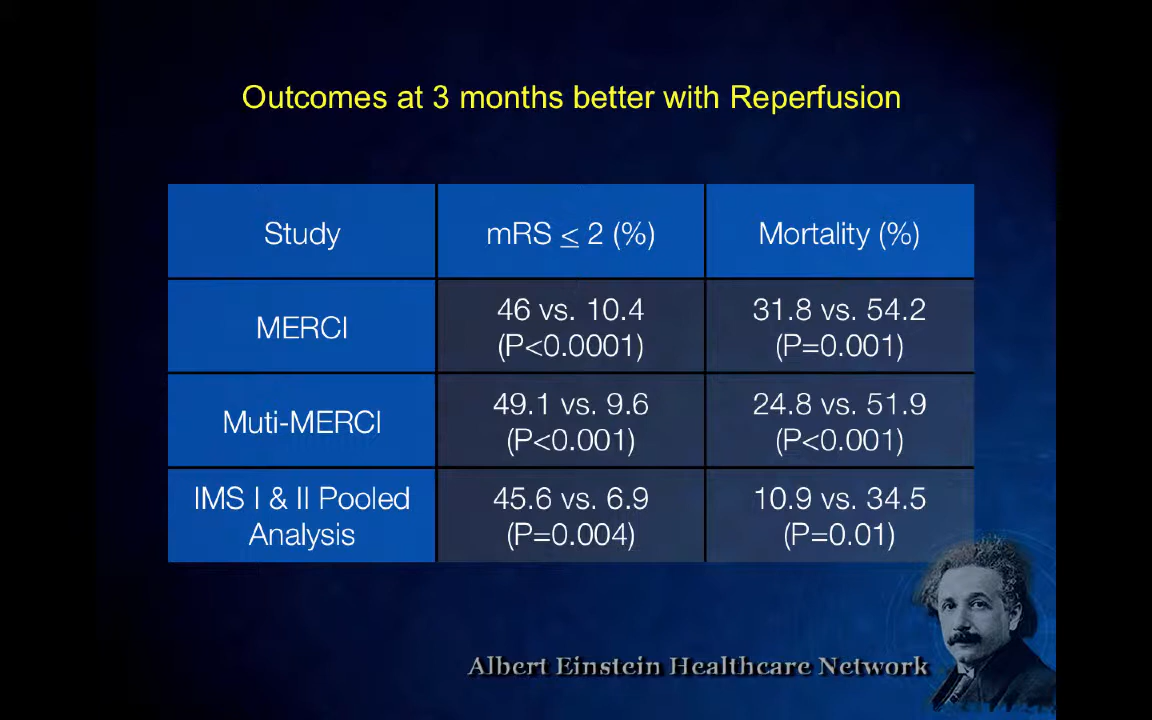 Outcomes at 3 months better with Reperfusion
Study
mRS ≤ 2 (%)
Mortality (%)
MERCI
46 vs. 10.4
(P<0.0001)
31.8 vs. 54.2
(P=0.001)
Muti-MERCI
49.1 vs. 9.6
(P<0.001)
24.8 vs. 51.9
(P<0.001)
IMS I & II Pooled
Analysis
45.6 vs. 6.9
(P=0.004)
10.9 vs. 34.5
(P=0.01)
Albert Einstein Healthcare Network